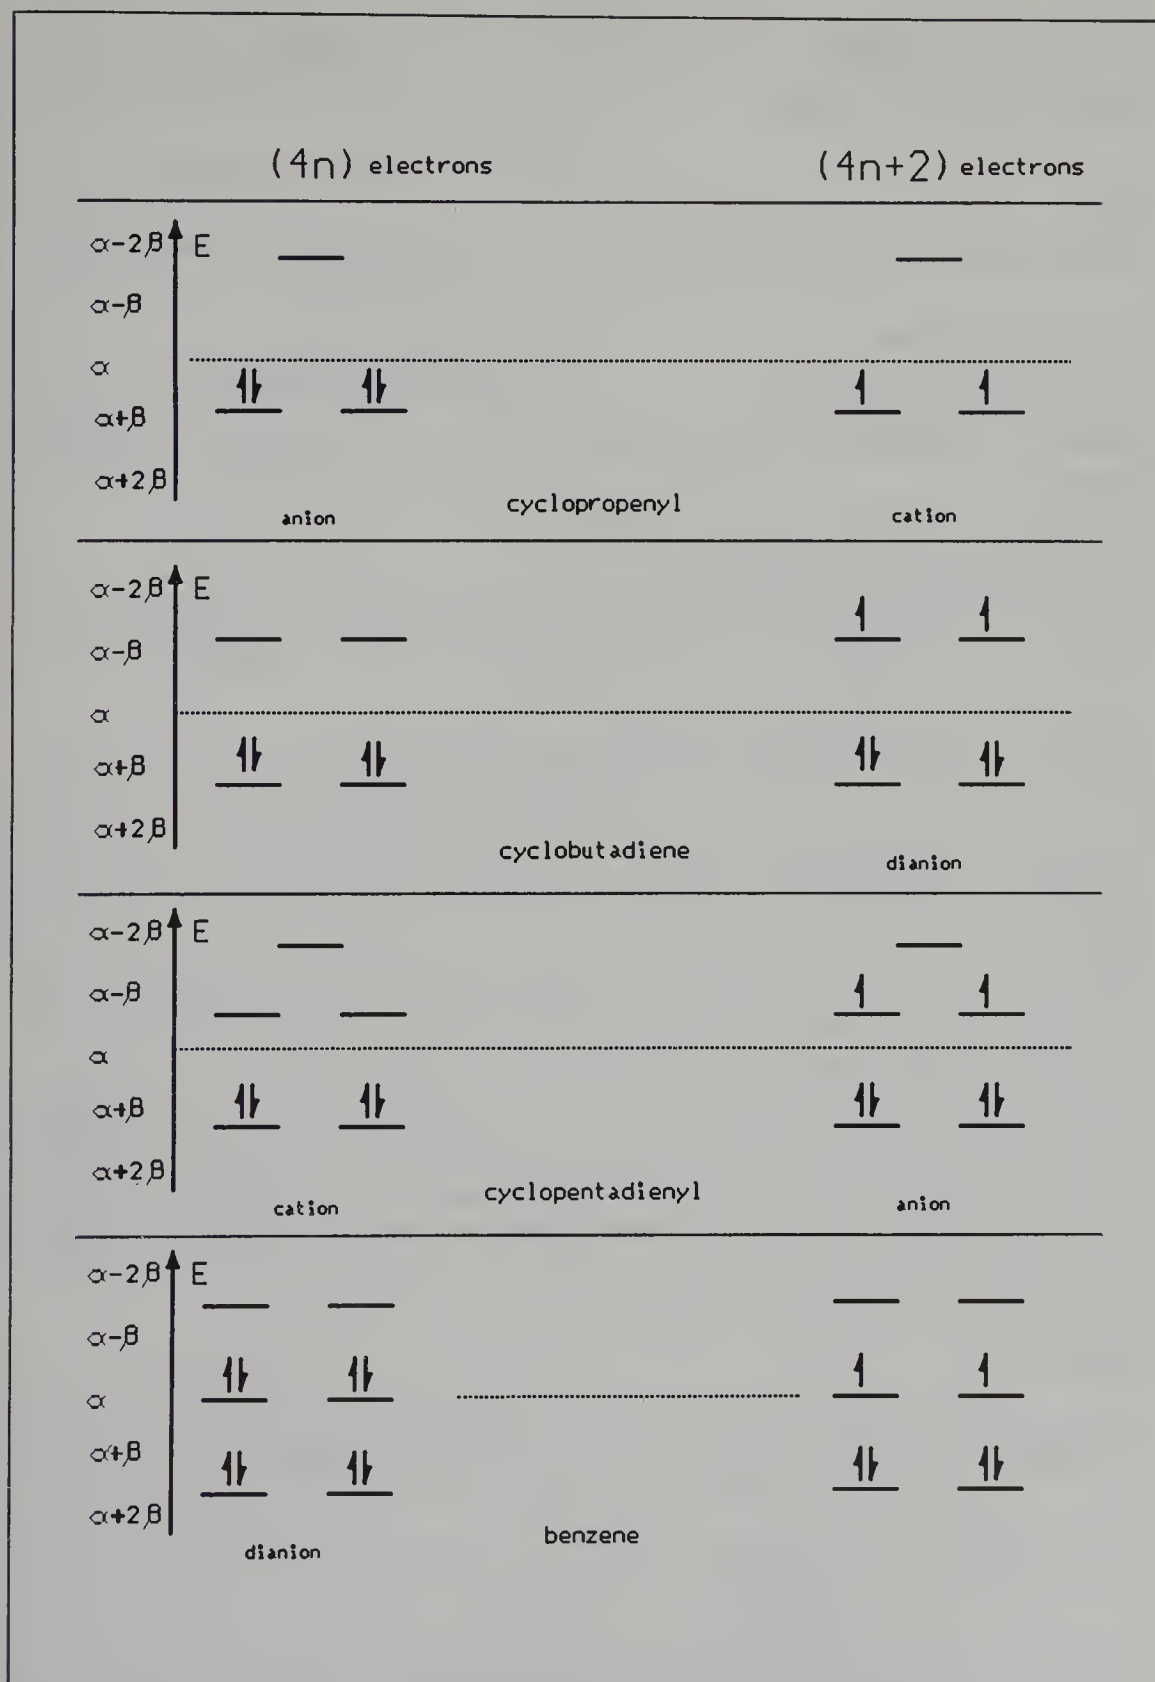 (4n) electrons (4n+2) electrons
α-2β E
α-β
α
α+β
α+2β
anion cyclopropenyl cation
α-2β E
α-β
α
α+β
α+2β
cyclobutadiene dianion
α-2β E
α-β
α
α+β
α+2β
cation cyclopentadienyl anion
α-2β E
α-β
α
α+β
α+2β
dianion benzene